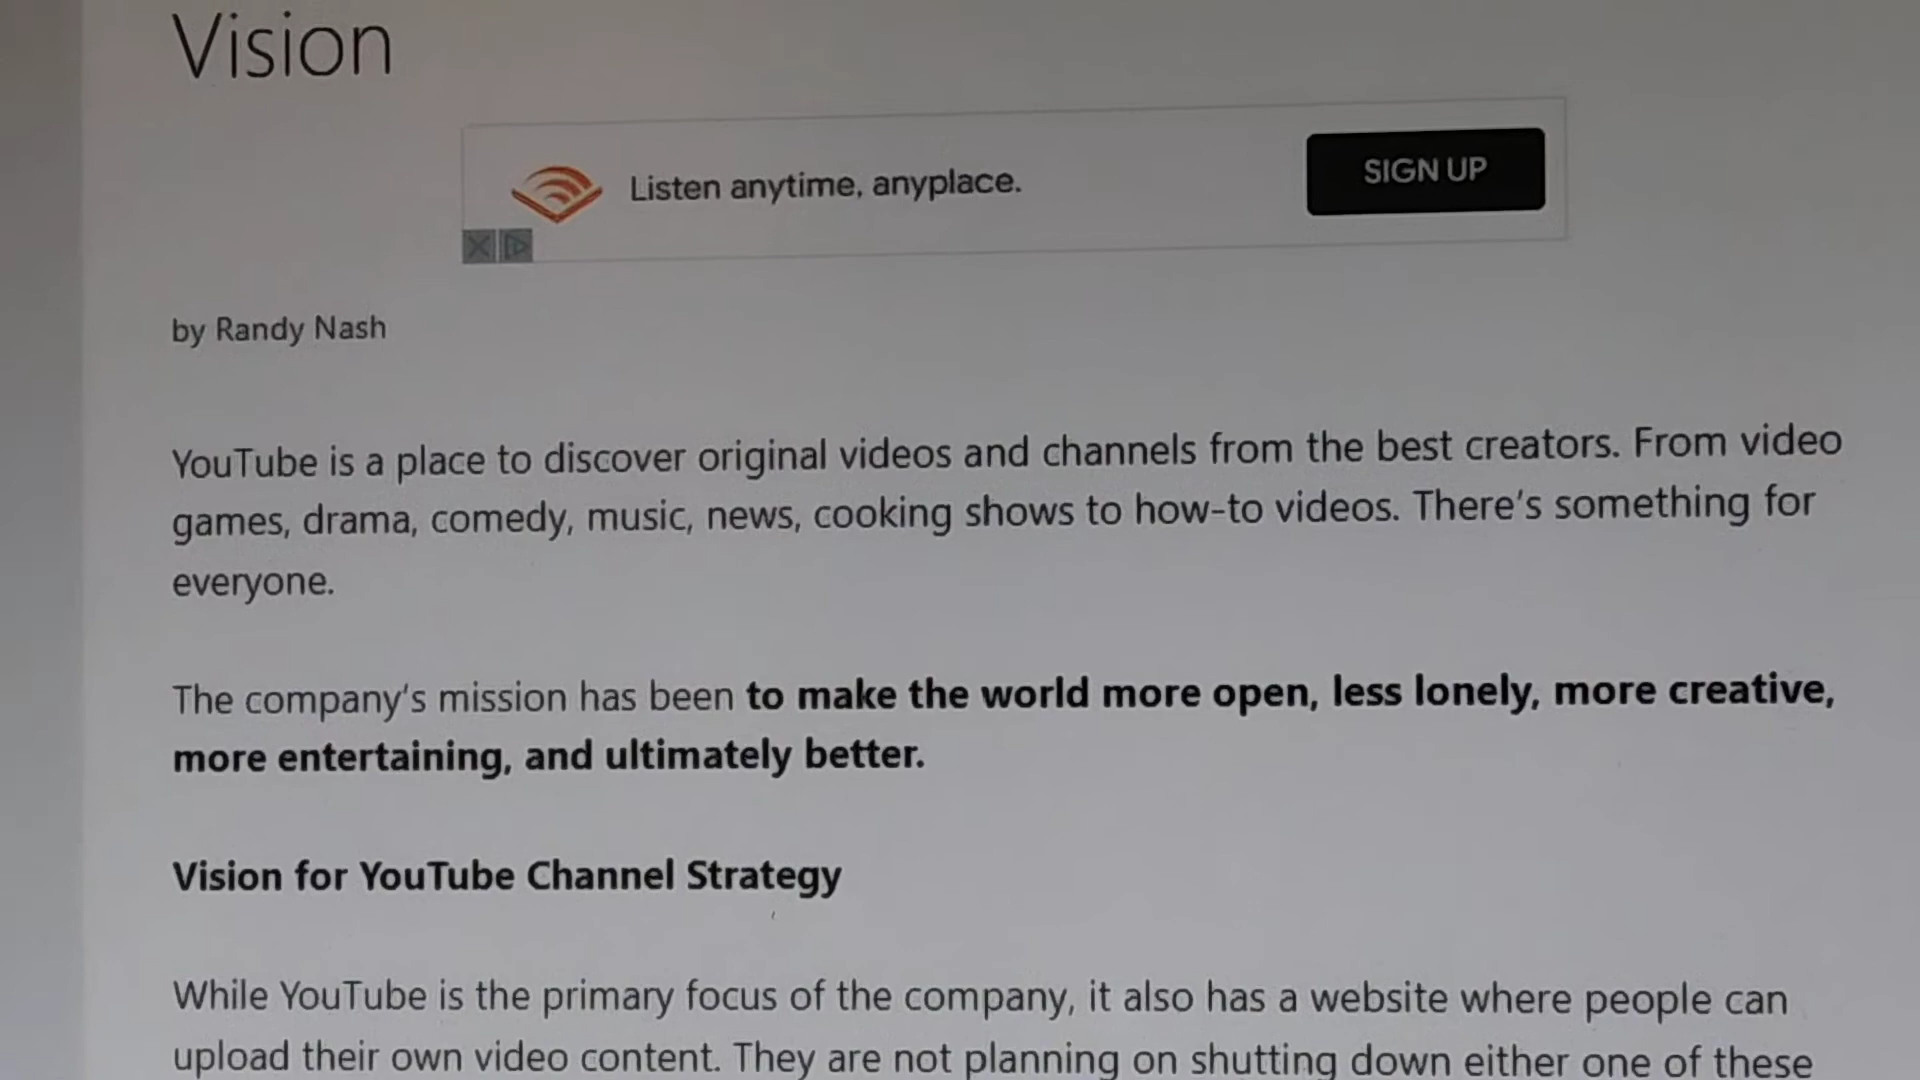 Vision
Listen anytime, anyplace.
SIGN UP
by Randy Nash
YouTube is a place to discover original videos and channels from the best creators. From video
games, drama, comedy, music, news, cooking shows to how-to videos. There's something for
everyone.
The company's mission has been to make the world more open, less lonely, more creative,
more entertaining, and ultimately better.
Vision for YouTube Channel Strategy
While YouTube is the primary focus of the company, it also has a website where people can
upload their own video content. They are not planning on shutting down either one of these